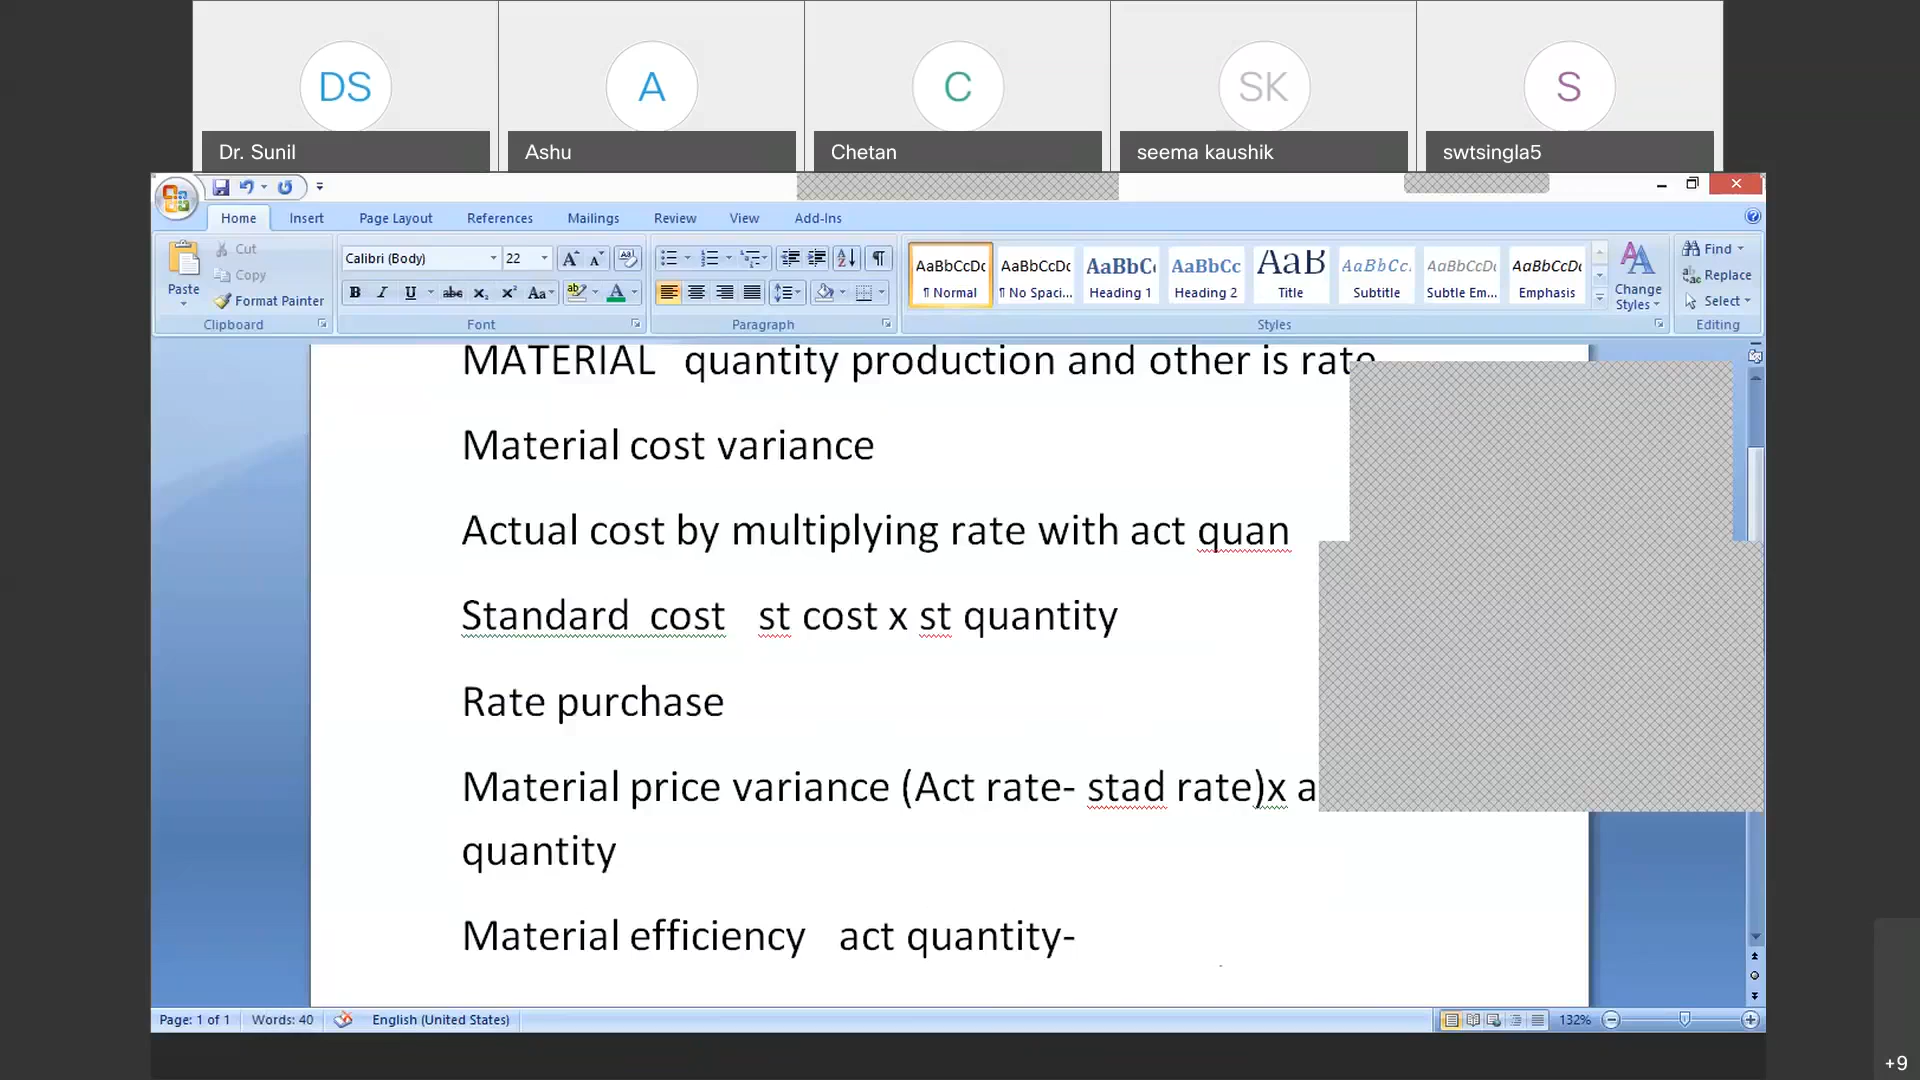 DS
A
C
SK
S
Dr. Sunil
Ashu
Chetan
seema kaushik
swtsingla5
Home Insert Page Layout References Mailings Review View Add-Ins
Paste
Cut
Copy
Format Painter
Clipboard
Calibri (Body) 22
Font
Paragraph
AaBbCcDc AaBbCcDc AaBbC AaBbCc AaB AaBbCc. AaBbCcDc AaBbCcDc
¶ Normal ¶ No Spaci... Heading 1 Heading 2 Title Subtitle Subtle Em... Emphasis
Change
Styles
Styles
Find
Replace
Select
Editing
MATERIAL quantity production and other is rate
Material cost variance
Actual cost by multiplying rate with act quan
Standard cost st cost x st quantity
Rate purchase
Material price variance (Act rate- stad rate)x a
quantity
Material efficiency act quantity-
Page: 1 of 1 Words: 40 English (United States) 132%
+9